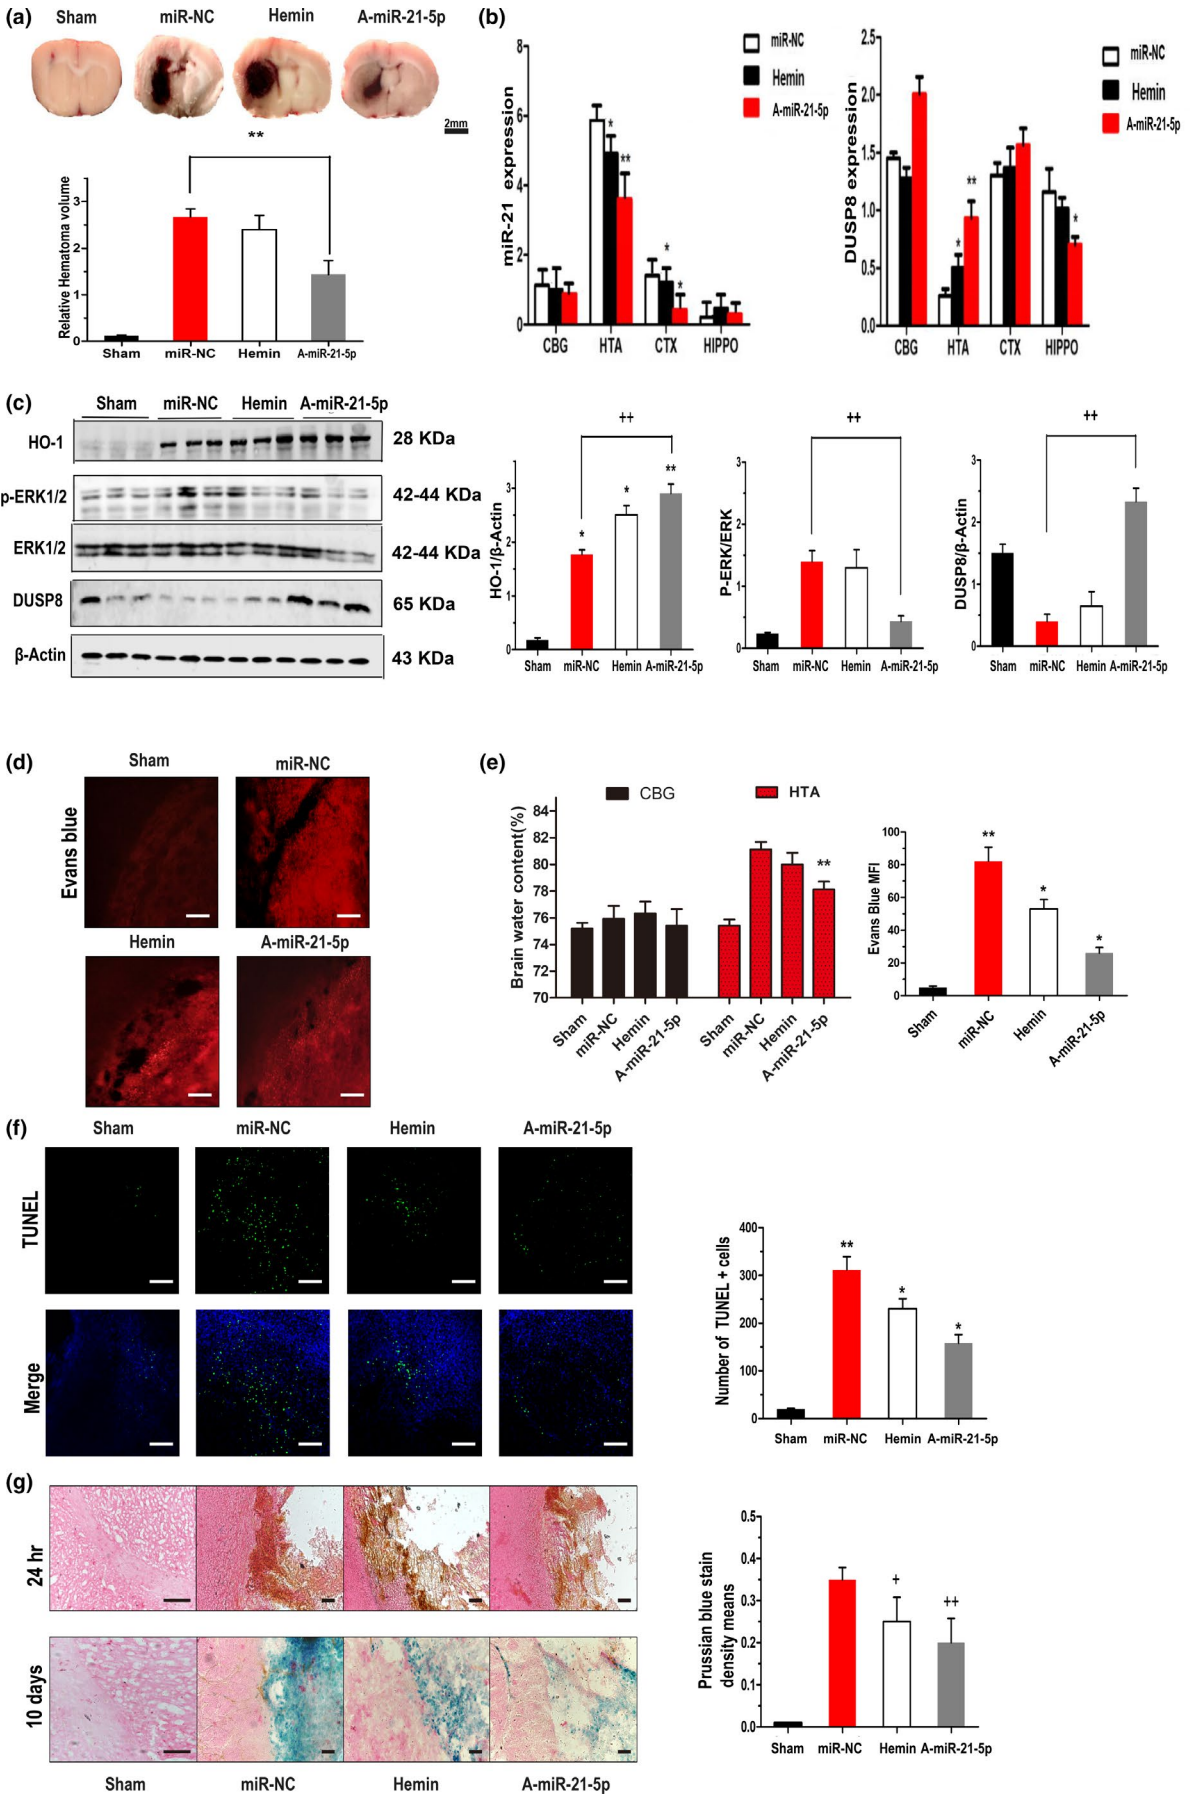 (a)
Sham miR-NC Hemin A-miR-21-5p
2mm
**
Relative Hematoma volume
3
2
1
0
Sham miR-NC Hemin A-miR-21-5p
(b)
miR-21 expression
8
6
4
2
0
miR-NC
Hemin
A-miR-21-5p
* ** * *
CBG HTA CTX HIPPO
DUSP8 expression
2.5
2.0
1.5
1.0
0.5
0.0
miR-NC
Hemin
A-miR-21-5p
* ** *
CBG HTA CTX HIPPO
(c)
Sham miR-NC Hemin A-miR-21-5p
HO-1 28 KDa
p-ERK1/2 42-44 KDa
ERK1/2 42-44 KDa
DUSP8 65 KDa
β-Actin 43 KDa
HO-1/β-Actin
3
2
1
0
++
* * **
Sham miR-NC Hemin A-miR-21-5p
P-ERK/ERK
3
2
1
0
++
Sham miR-NC Hemin A-miR-21-5p
DUSP8/β-Actin
3
2
1
0
++
Sham miR-NC Hemin A-miR-21-5p
(d)
Sham miR-NC
Evans blue
Hemin A-miR-21-5p
(e)
CBG HTA
Brain water content(%)
84
82
80
78
76
74
72
70
**
Sham miR-NC Hemin A-miR-21-5p Sham miR-NC Hemin A-miR-21-5p
Evans Blue MFI
100
80
60
40
20
0
** * *
Sham miR-NC Hemin A-miR-21-5p
(f)
Sham miR-NC Hemin A-miR-21-5p
TUNEL
Merge
Number of TUNEL + cells
400
300
200
100
0
** * *
Sham miR-NC Hemin A-miR-21-5p
(g)
24 hr
10 days
Sham miR-NC Hemin A-miR-21-5p
Prussian blue stain
density means
0.5
0.4
0.3
0.2
0.1
0.0
+ ++
Sham miR-NC Hemin A-miR-21-5p